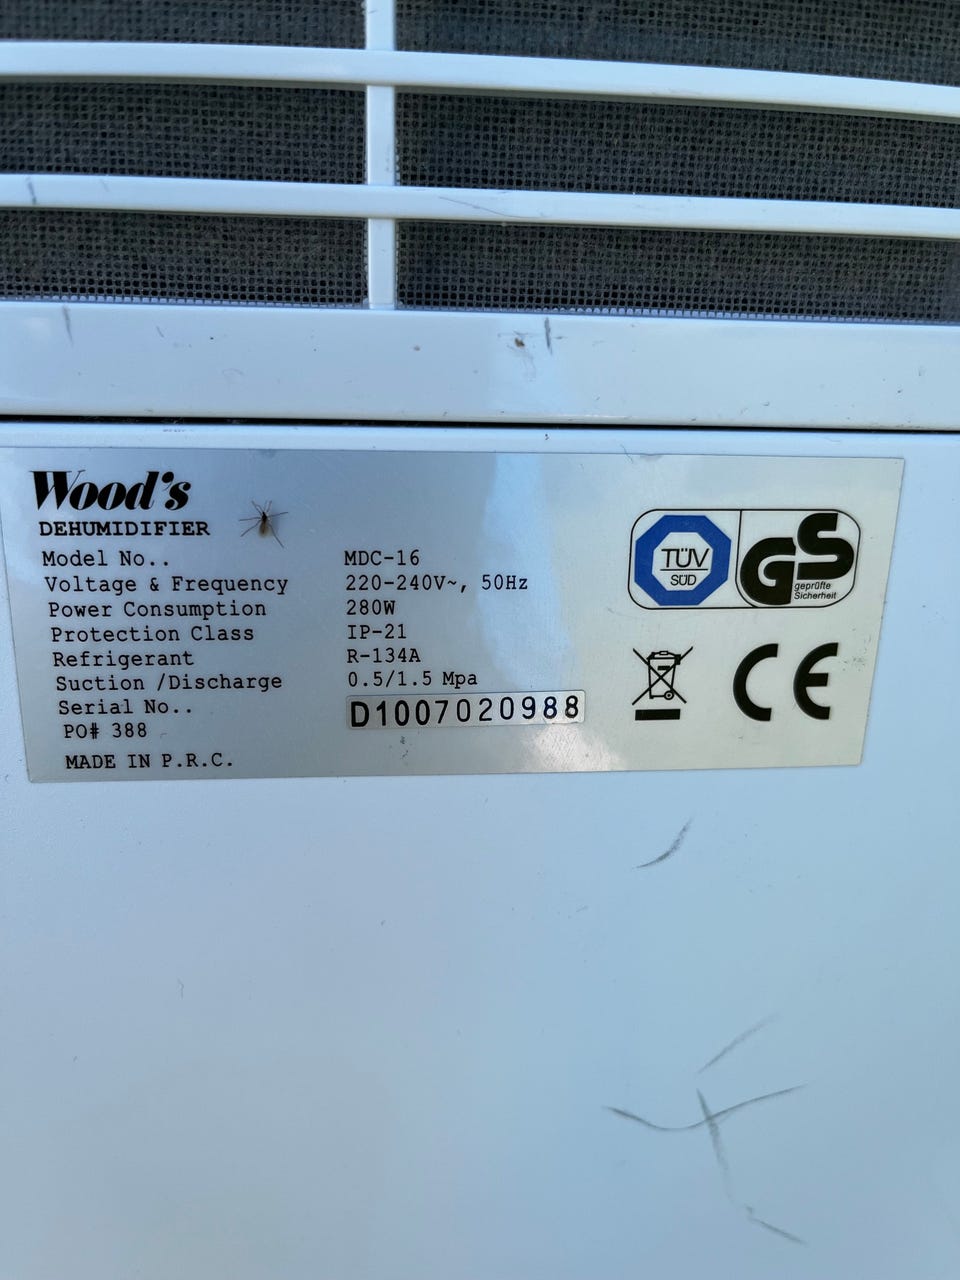 Wood's
DEHUMIDIFIER
Model No.. MDC-16
Voltage & Frequency 220-240V~, 50Hz
Power Consumption 280W
Protection Class IP-21
Refrigerant R-134A
Suction /Discharge 0.5/1.5 Mpa
Serial No.. D1007020988
PO# 388
MADE IN P.R.C.
TÜV
SÜD
GS
geprüfte
Sicherheit
CE